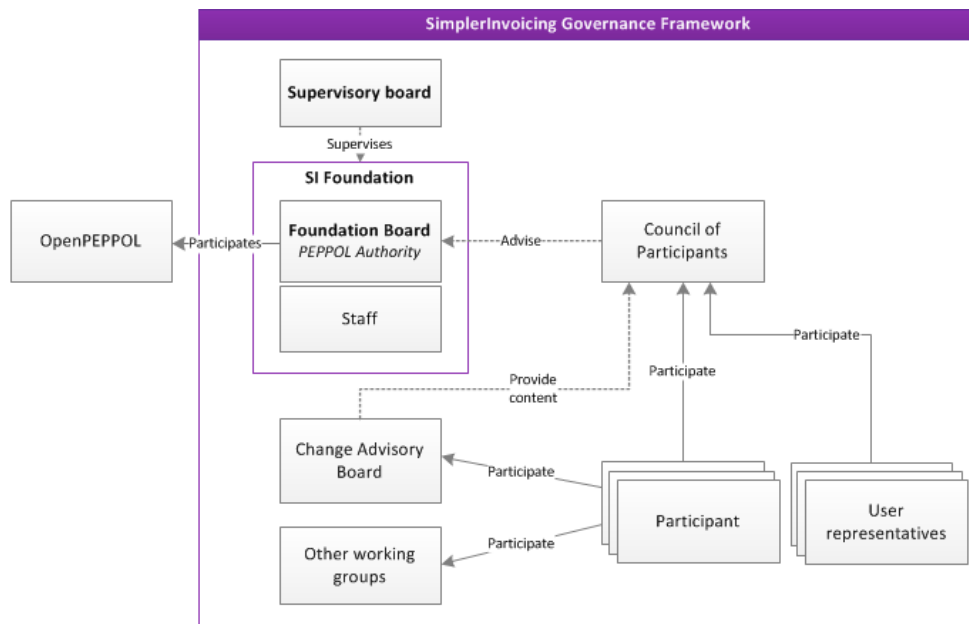 SimplerInvoicing Governance Framework
Supervisory board
Supervises
SI Foundation
OpenPEPPOL
Participates
Foundation Board
PEPPOL Authority
Advise
Council of
Participants
Staff
Participate
Participate
Provide
content
Change Advisory
Board
Participate
Participant
User
representatives
Participate
Other working
groups